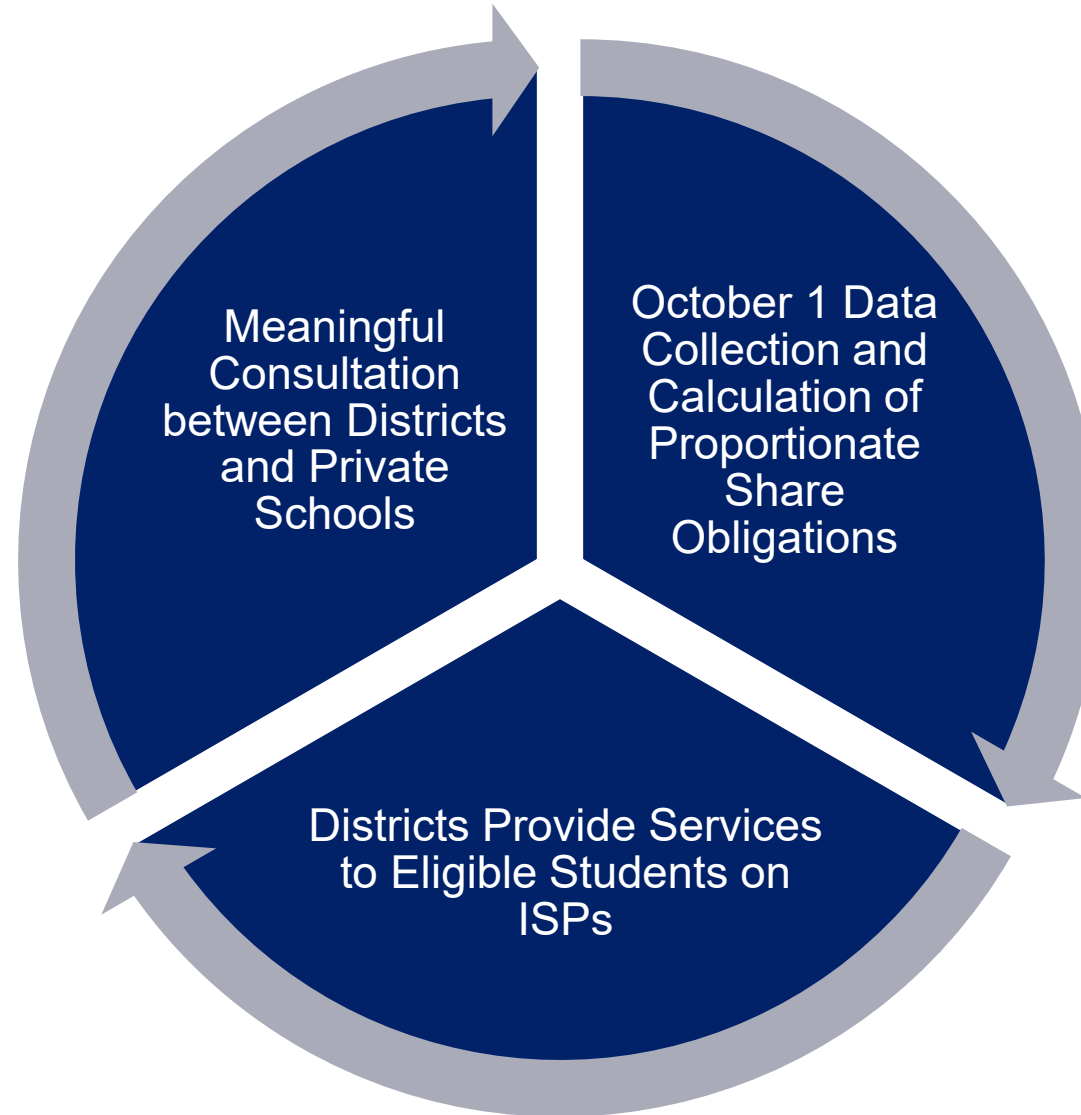 Meaningful
Consultation
between Districts
and Private
Schools
October 1 Data
Collection and
Calculation of
Proportionate
Share
Obligations
Districts Provide Services
to Eligible Students on
ISPs